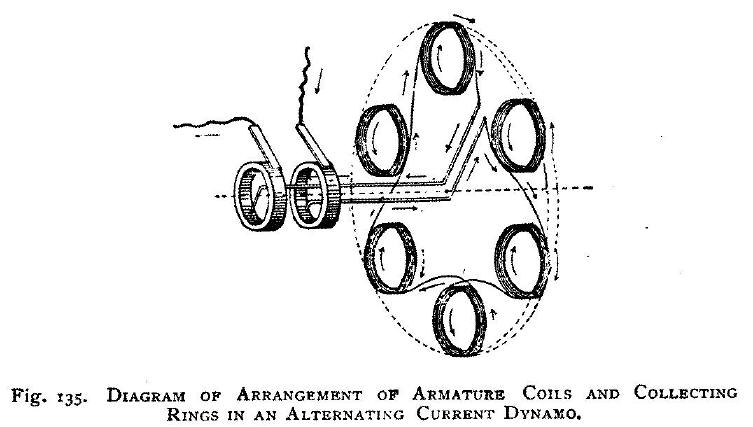 Fig. 135. DIAGRAM OF ARRANGEMENT OF ARMATURE COILS AND COLLECTING
RINGS IN AN ALTERNATING CURRENT DYNAMO.